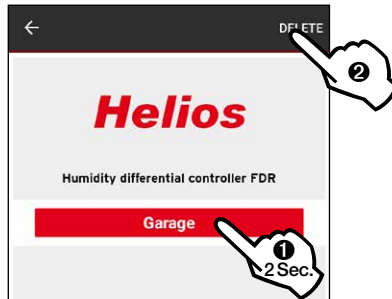 DELETE
❷
Helios
Humidity differential controller FDR
Garage
❶
2 Sec.